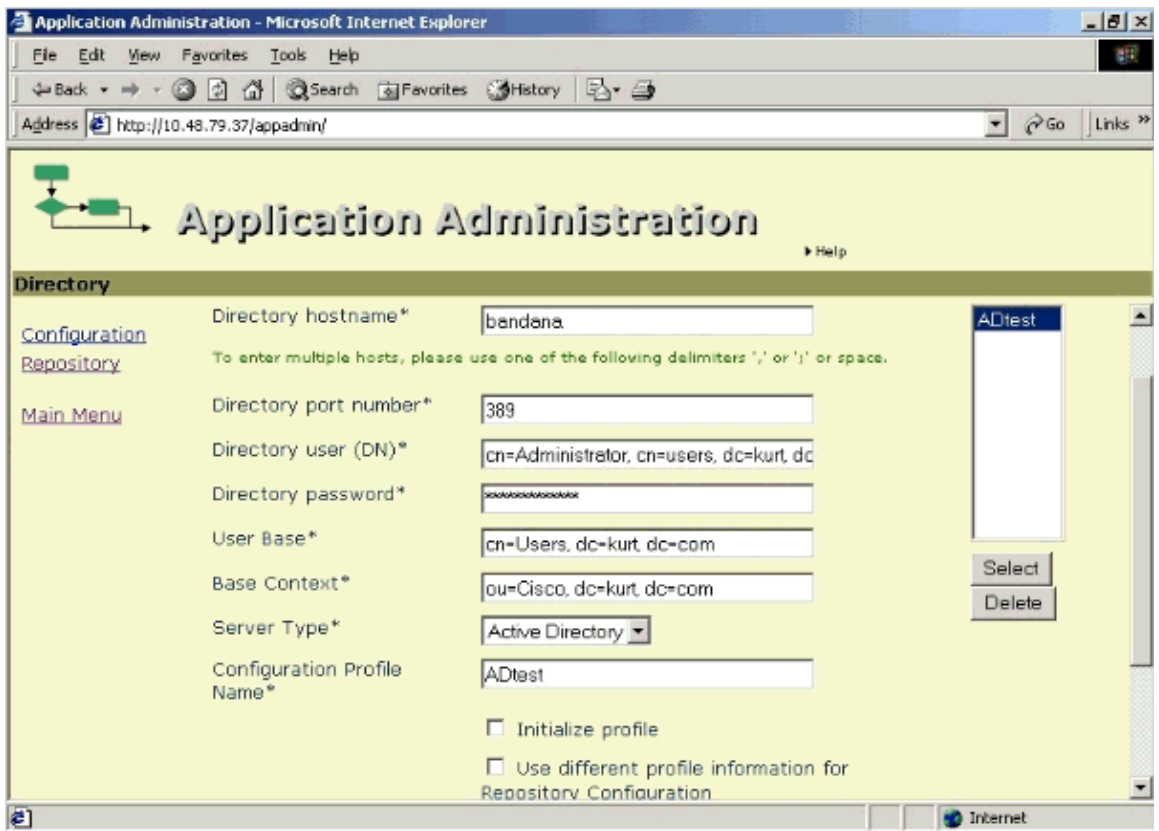 Application Administration - Microsoft Internet Explorer
File Edit View Favorites Tools Help
Back Search Favorites History
Address http://10.48.79.37/appadmin/ Go Links »
Application Administration
Help
Directory
Configuration
Repository
Main Menu
Directory hostname* bandana
To enter multiple hosts, please use one of the following delimiters ',' or ';' or space.
Directory port number* 389
Directory user (DN)* cn=Administrator, cn=users, dc=kurt, dc
Directory password* *************
User Base* cn=Users, dc=kurt, dc=com
Base Context* ou=Cisco, dc=kurt, dc=com
Server Type* Active Directory
Configuration Profile
Name* ADtest
Initialize profile
Use different profile information for
Repository Configuration
ADtest
Select
Delete
Internet